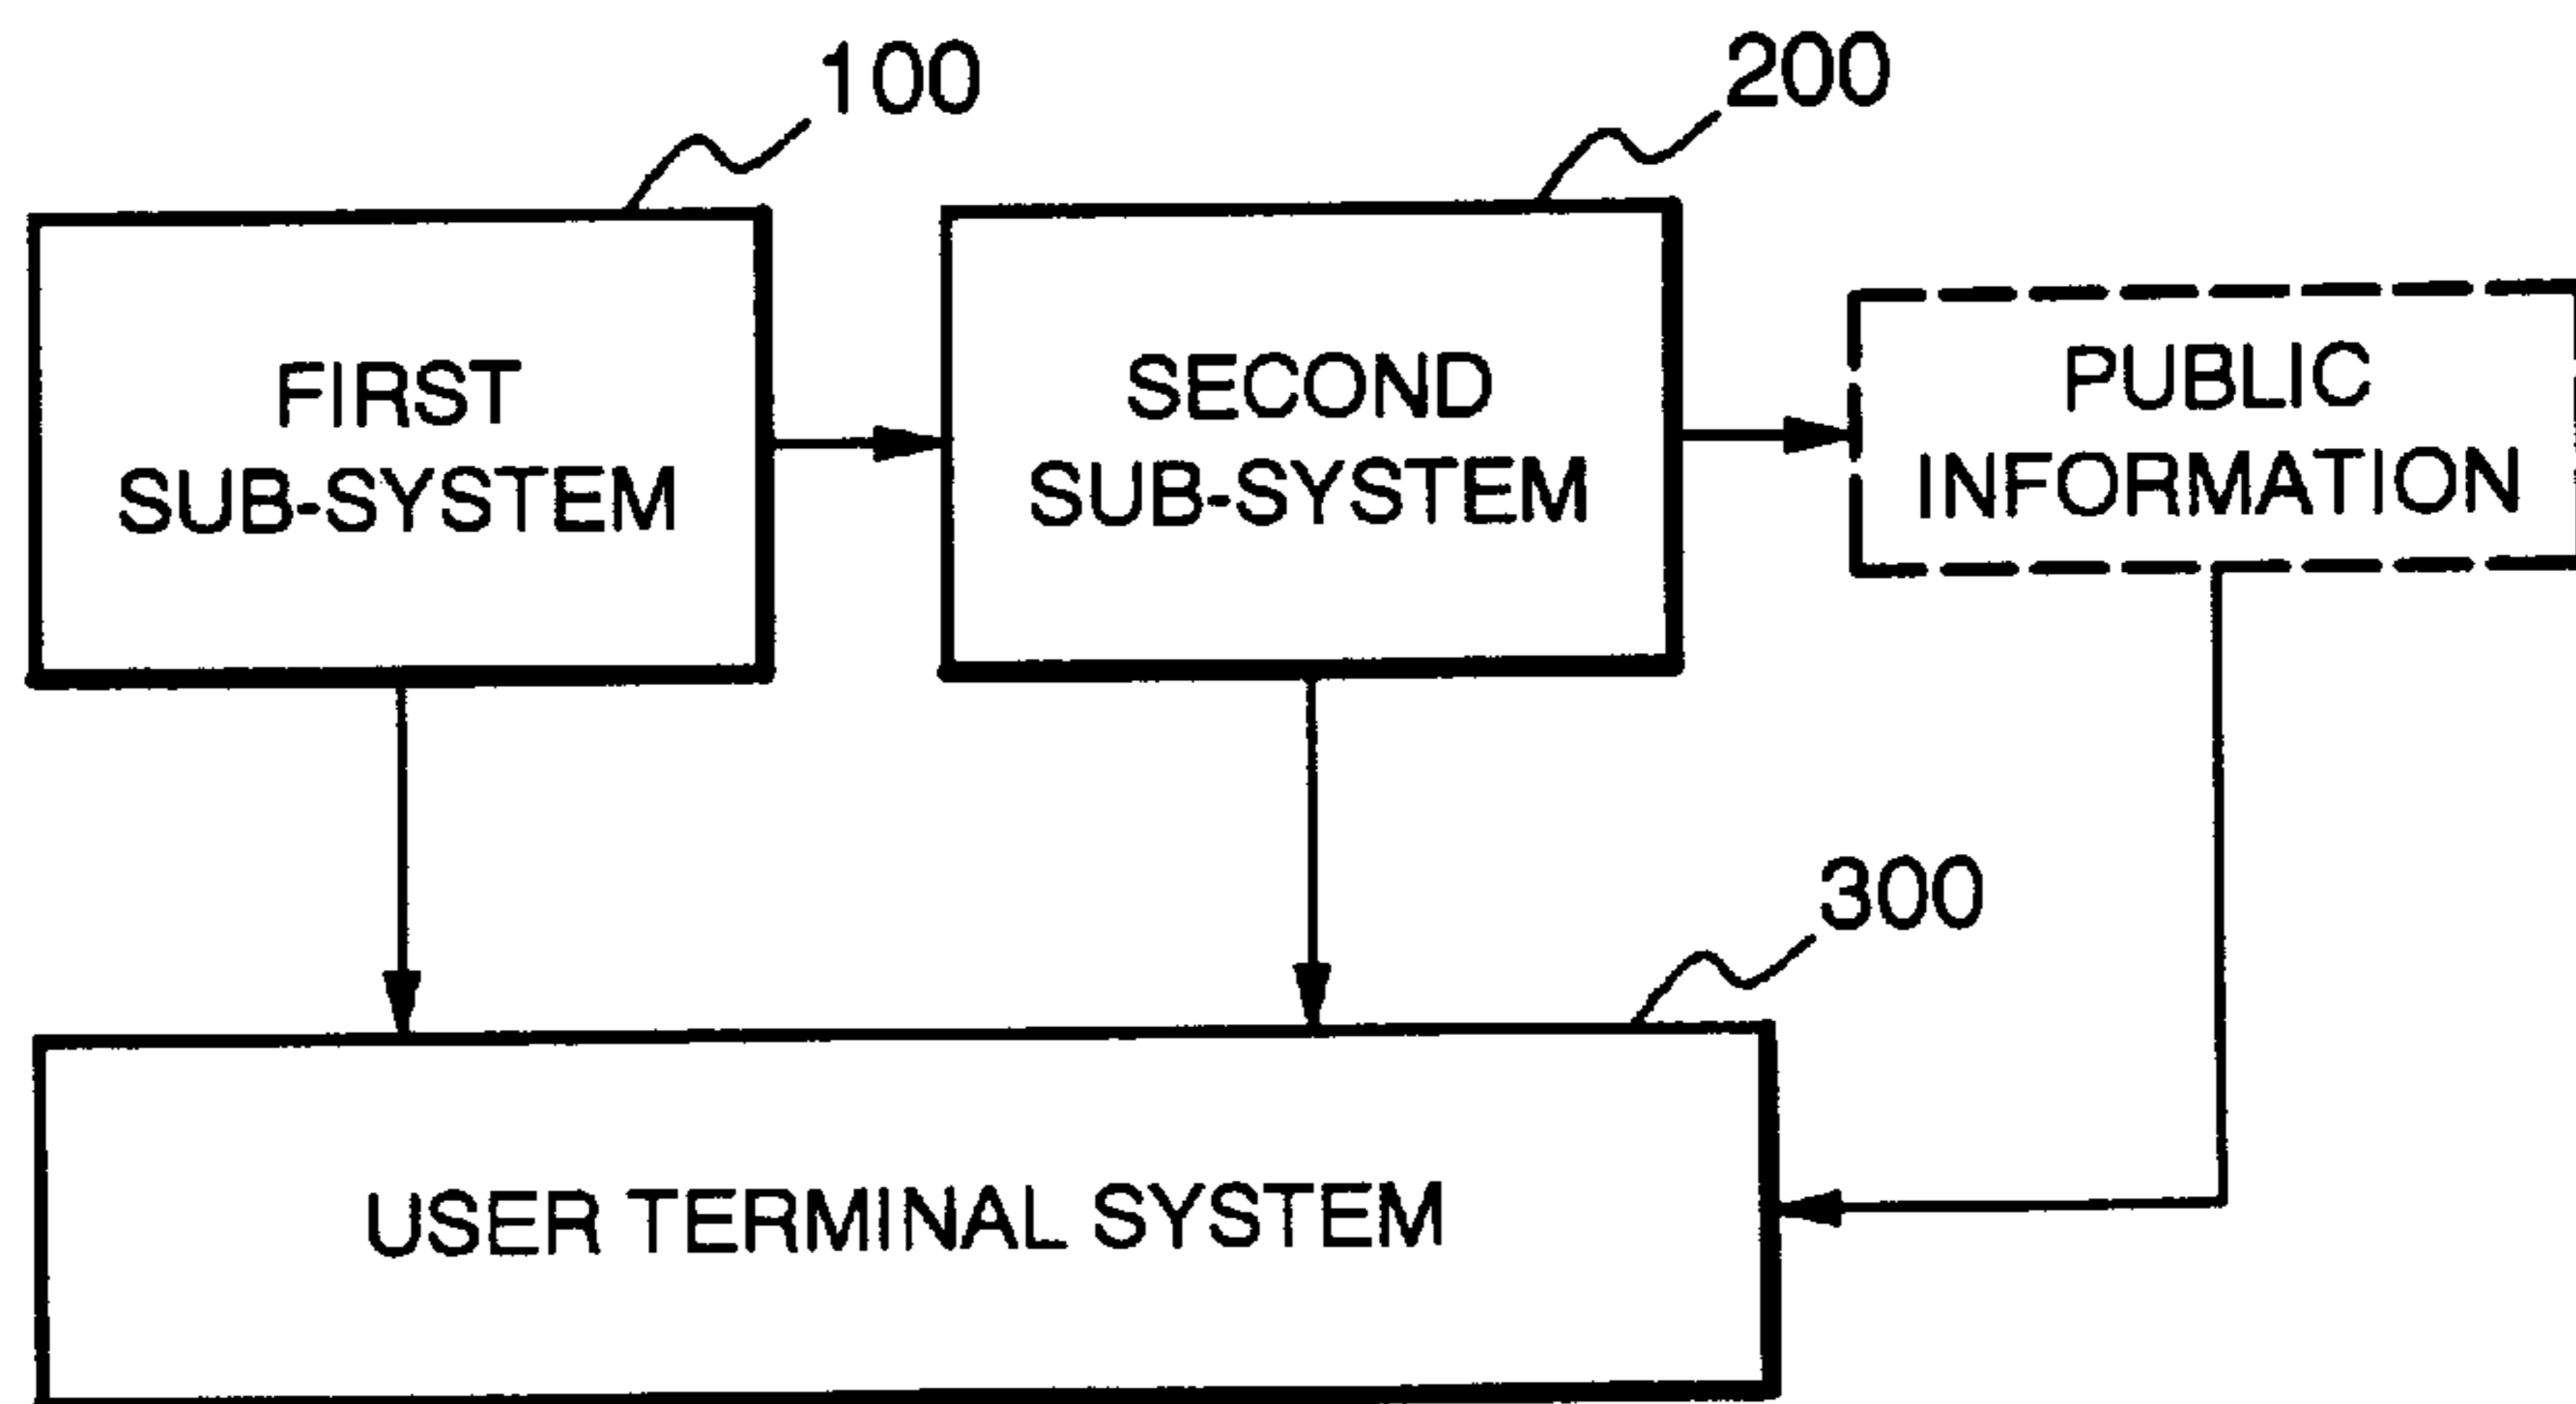 100
200
FIRST
SUB-SYSTEM
SECOND
SUB-SYSTEM
PUBLIC
INFORMATION
300
USER TERMINAL SYSTEM